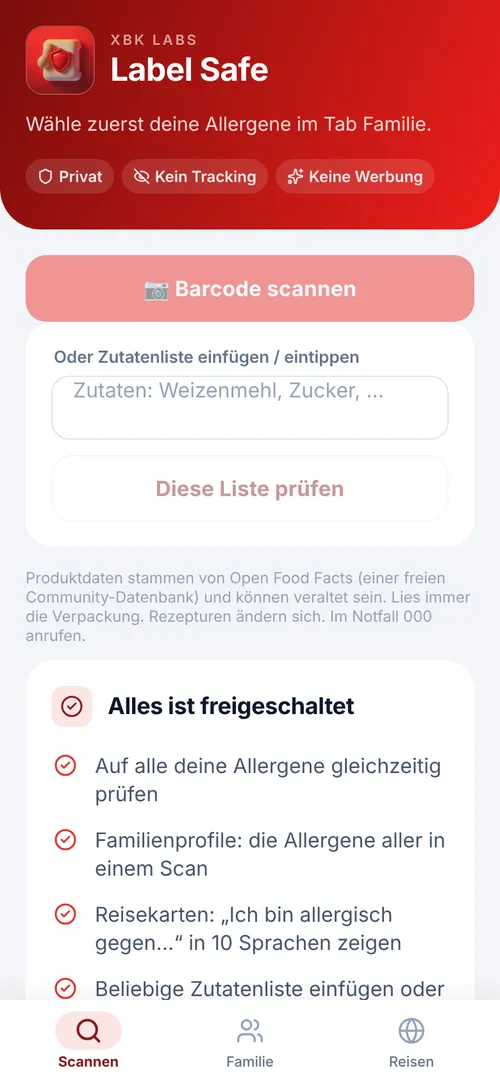 XBK LABS
Label Safe
Wähle zuerst deine Allergene im Tab Familie.
Privat
Kein Tracking
Keine Werbung
Barcode scannen
Oder Zutatenliste einfügen / eintippen
Zutaten: Weizenmehl, Zucker, ...
Diese Liste prüfen
Produktdaten stammen von Open Food Facts (einer freien
Community-Datenbank) und können veraltet sein. Lies immer
die Verpackung. Rezepturen ändern sich. Im Notfall 000
anrufen.
Alles ist freigeschaltet
Auf alle deine Allergene gleichzeitig
prüfen
Familienprofile: die Allergene aller in
einem Scan
Reisekarten: „Ich bin allergisch
gegen...“ in 10 Sprachen zeigen
Beliebige Zutatenliste einfügen oder
Scannen
Familie
Reisen